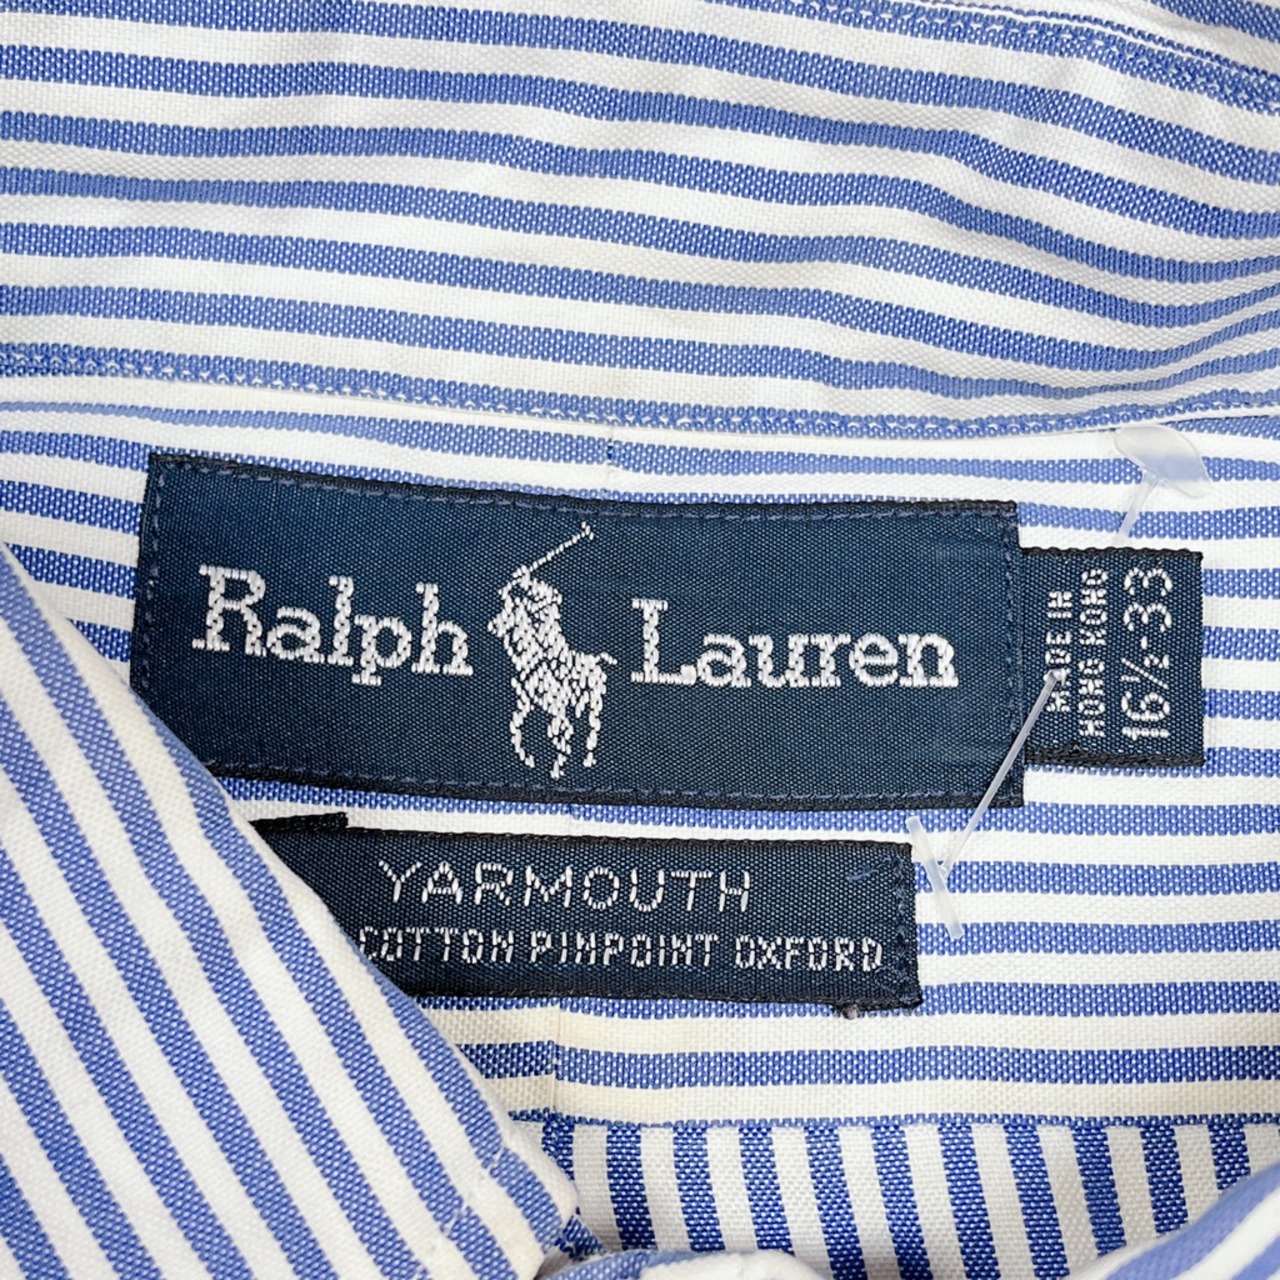 Ralph Lauren
MADE IN
HONG KONG
16½-33
YARMOUTH
COTTON PINPOINT OXFORD